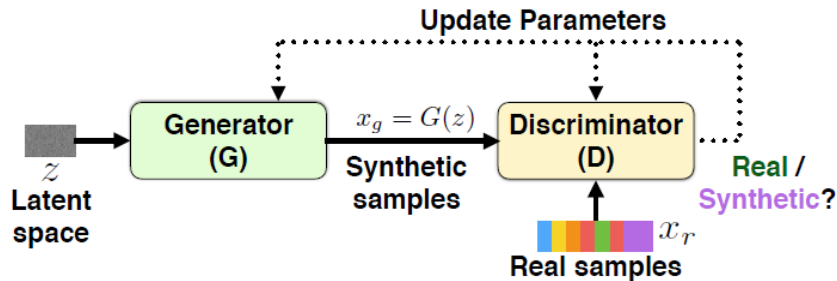 Update Parameters
Generator
(G)
x_g = G(z)
Discriminator
(D)
z
Latent
space
Synthetic
samples
Real /
Synthetic?
x_r
Real samples